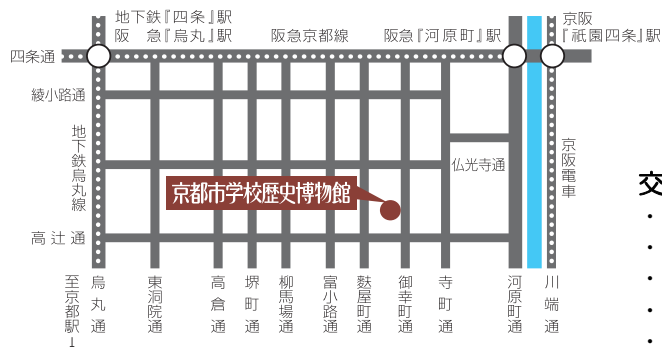 地下鉄『四条』駅
阪 急『烏丸』駅
阪急京都線
阪急『河原町』駅
京阪
『祇園四条』駅
四条通
綾小路通
地下鉄烏丸線
仏光寺通
京阪電車
京都市学校歴史博物館
高辻通
交
・
・
・
・
・
至京都駅↓
烏丸通
東洞院通
高倉通
堺町通
柳馬場通
富小路通
麩屋町通
御幸町通
寺町通
河原町通
川端通